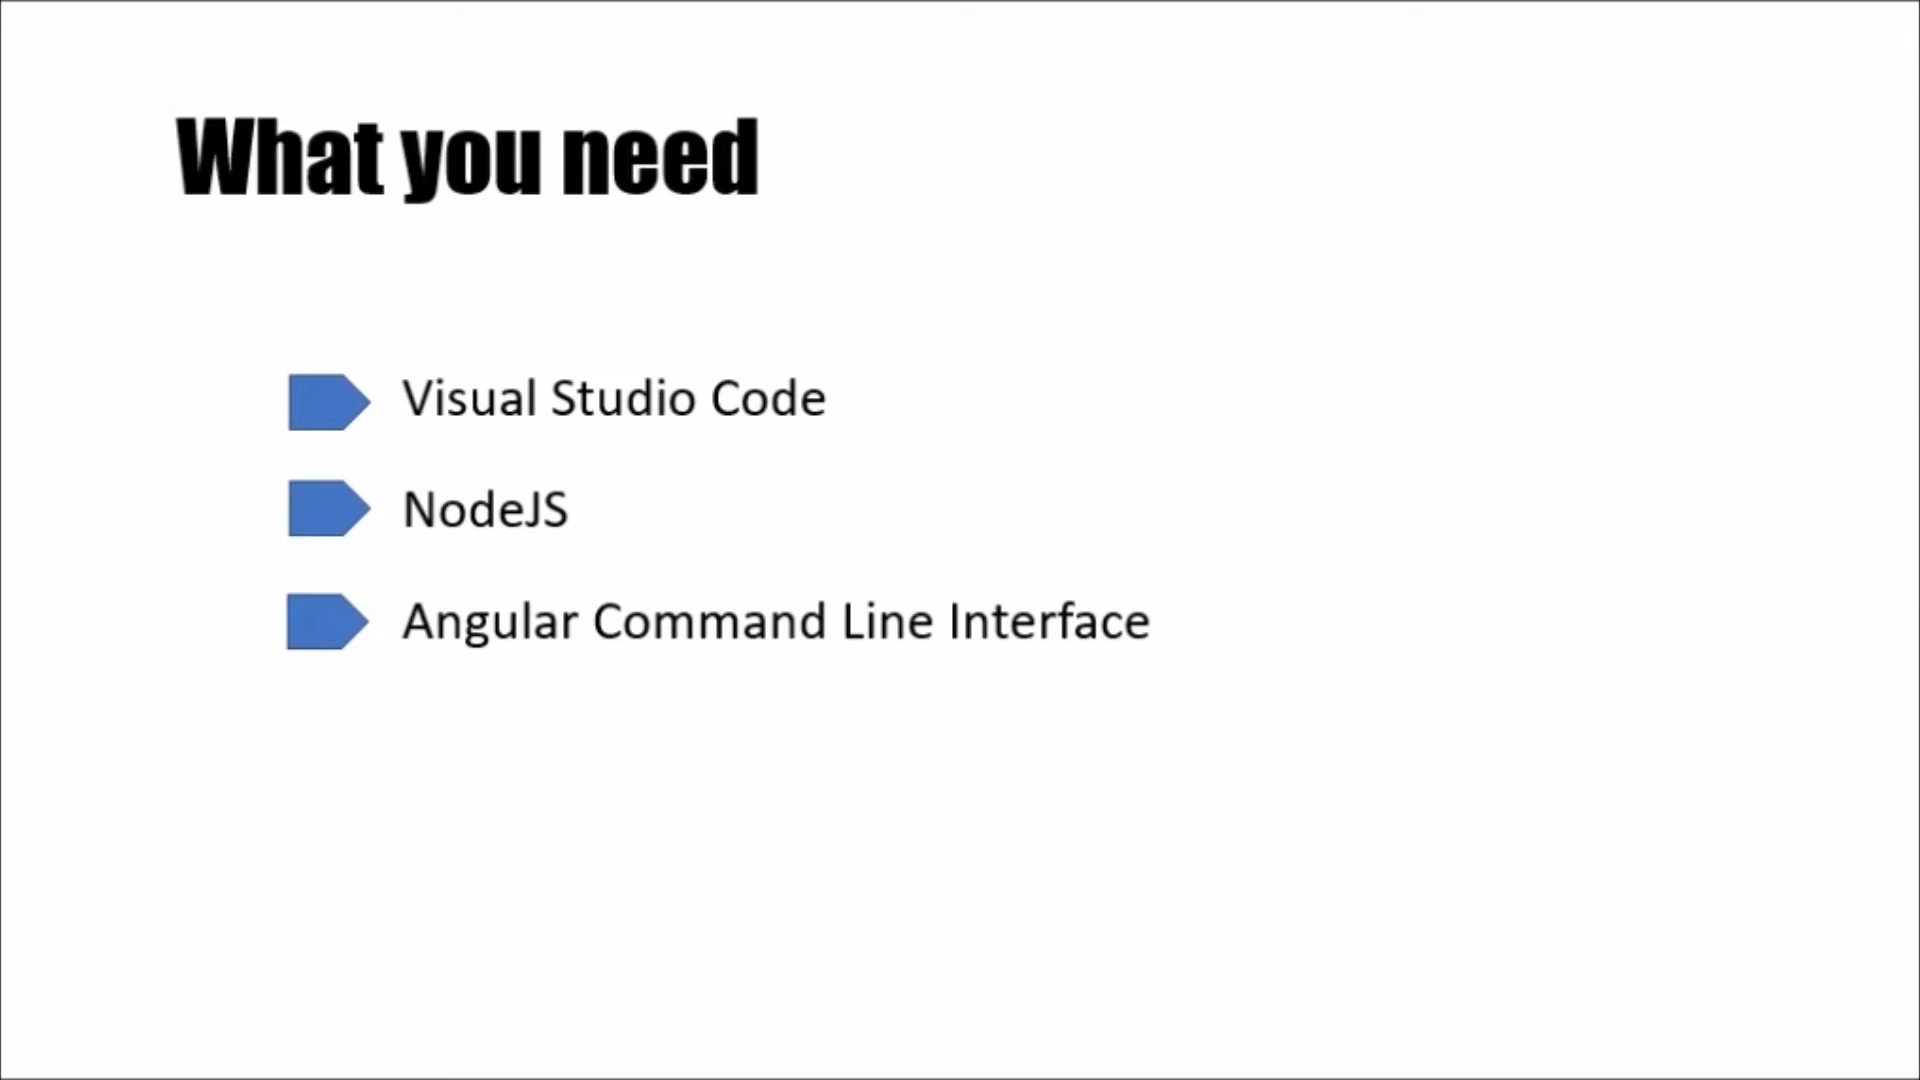 What you need
Visual Studio Code
NodeJS
Angular Command Line Interface